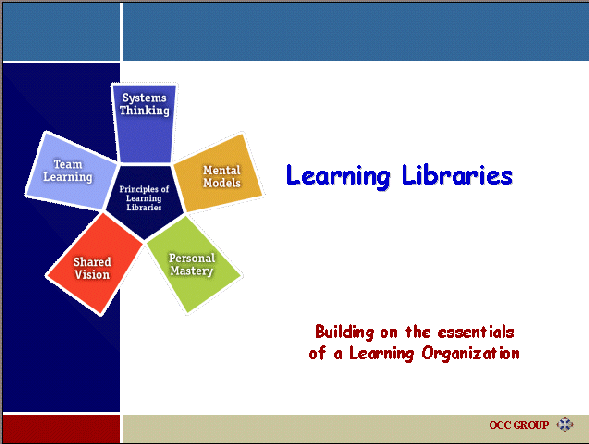 Systems
Thinking
Team
Learning
Mental
Models
Principles of
Learning
Libraries
Shared
Vision
Personal
Mastery
Learning Libraries
Building on the essentials
of a Learning Organization
OCC GROUP